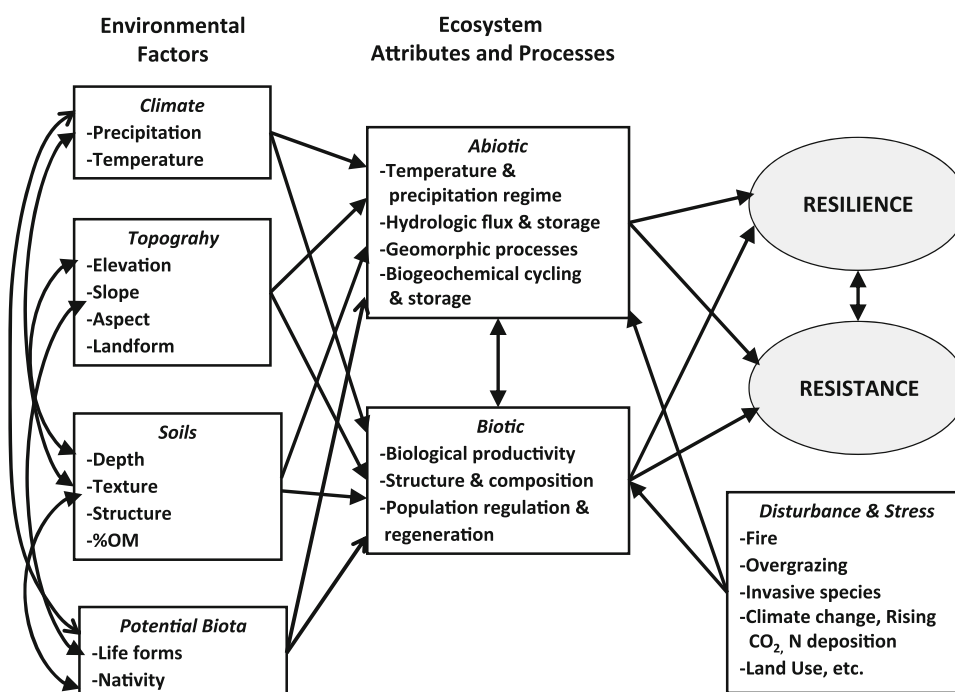 Environmental
Factors
Ecosystem
Attributes and Processes
Climate
-Precipitation
-Temperature
Topograhy
-Elevation
-Slope
-Aspect
-Landform
Soils
-Depth
-Texture
-Structure
-%OM
Potential Biota
-Life forms
-Nativity
Abiotic
-Temperature &
precipitation regime
-Hydrologic flux & storage
-Geomorphic processes
-Biogeochemical cycling
& storage
Biotic
-Biological productivity
-Structure & composition
-Population regulation &
regeneration
RESILIENCE
RESISTANCE
Disturbance & Stress
-Fire
-Overgrazing
-Invasive species
-Climate change, Rising
CO2, N deposition
-Land Use, etc.